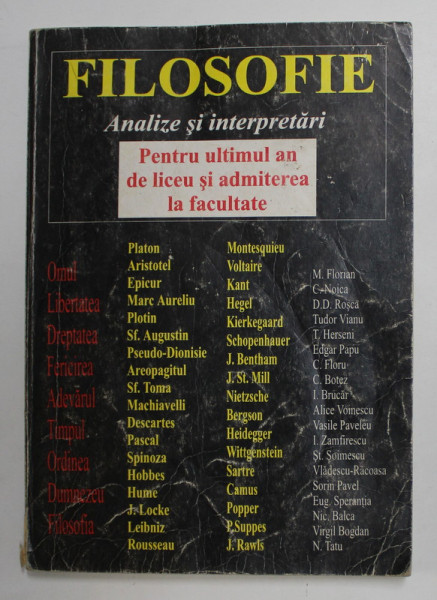 FILOSOFIE
Analize și interpretări
Pentru ultimul an
de liceu și admiterea
la facultate
Omul
Libertatea
Dreptatea
Fericirea
Adevărul
Timpul
Ordinea
Dumnezeu
Filosofia
Platon
Aristotel
Epicur
Marc Aureliu
Plotin
Sf. Augustin
Pseudo-Dionisie
Areopagitul
Sf. Toma
Machiavelli
Descartes
Pascal
Spinoza
Hobbes
Hume
J. Locke
Leibniz
Rousseau
Montesquieu
Voltaire
Kant
Hegel
Kierkegaard
Schopenhauer
J. Bentham
J. St. Mill
Nietzsche
Bergson
Heidegger
Wittgenstein
Sartre
Camus
Popper
P.Suppes
J. Rawls
M. Florian
C. Noica
D.D. Roșca
Tudor Vianu
T. Herseni
Edgar Papu
C. Floru
C. Botez
I. Brucăr
Alice Voinescu
Vasile Pavelcu
I. Zamfirescu
Șt. Șoimescu
Vlădescu-Răcoasa
Sorin Pavel
Eug. Speranția
Nic. Balca
Virgil Bogdan
N. Tatu